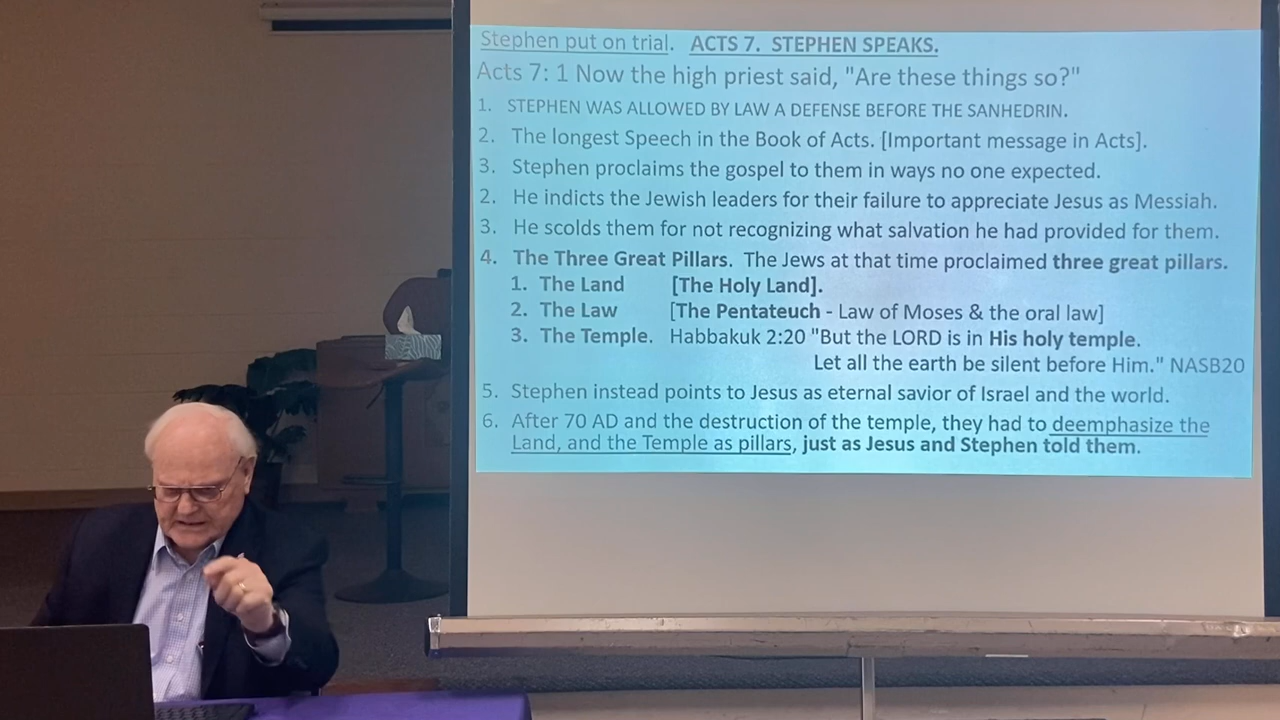 Stephen put on trial. ACTS 7. STEPHEN SPEAKS.
Acts 7: 1 Now the high priest said, "Are these things so?"
1. STEPHEN WAS ALLOWED BY LAW A DEFENSE BEFORE THE SANHEDRIN.
2. The longest Speech in the Book of Acts. [Important message in Acts].
3. Stephen proclaims the gospel to them in ways no one expected.
2. He indicts the Jewish leaders for their failure to appreciate Jesus as Messiah.
3. He scolds them for not recognizing what salvation he had provided for them.
4. The Three Great Pillars. The Jews at that time proclaimed three great pillars.
1. The Land [The Holy Land].
2. The Law [The Pentateuch - Law of Moses & the oral law]
3. The Temple. Habbakuk 2:20 "But the LORD is in His holy temple.
Let all the earth be silent before Him." NASB20
5. Stephen instead points to Jesus as eternal savior of Israel and the world.
6. After 70 AD and the destruction of the temple, they had to deemphasize the
Land, and the Temple as pillars, just as Jesus and Stephen told them.